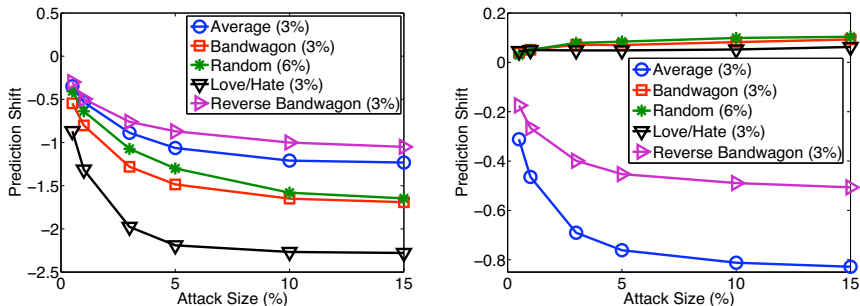 0
−0.5
−1
−1.5
−2
−2.5
0
5
10
15
Prediction Shift
Attack Size (%)
Average (3%)
Bandwagon (3%)
Random (6%)
Love/Hate (3%)
Reverse Bandwagon (3%)
0.2
0
−0.2
−0.4
−0.6
−0.8
0
5
10
15
Prediction Shift
Attack Size (%)
Average (3%)
Bandwagon (3%)
Random (6%)
Love/Hate (3%)
Reverse Bandwagon (3%)